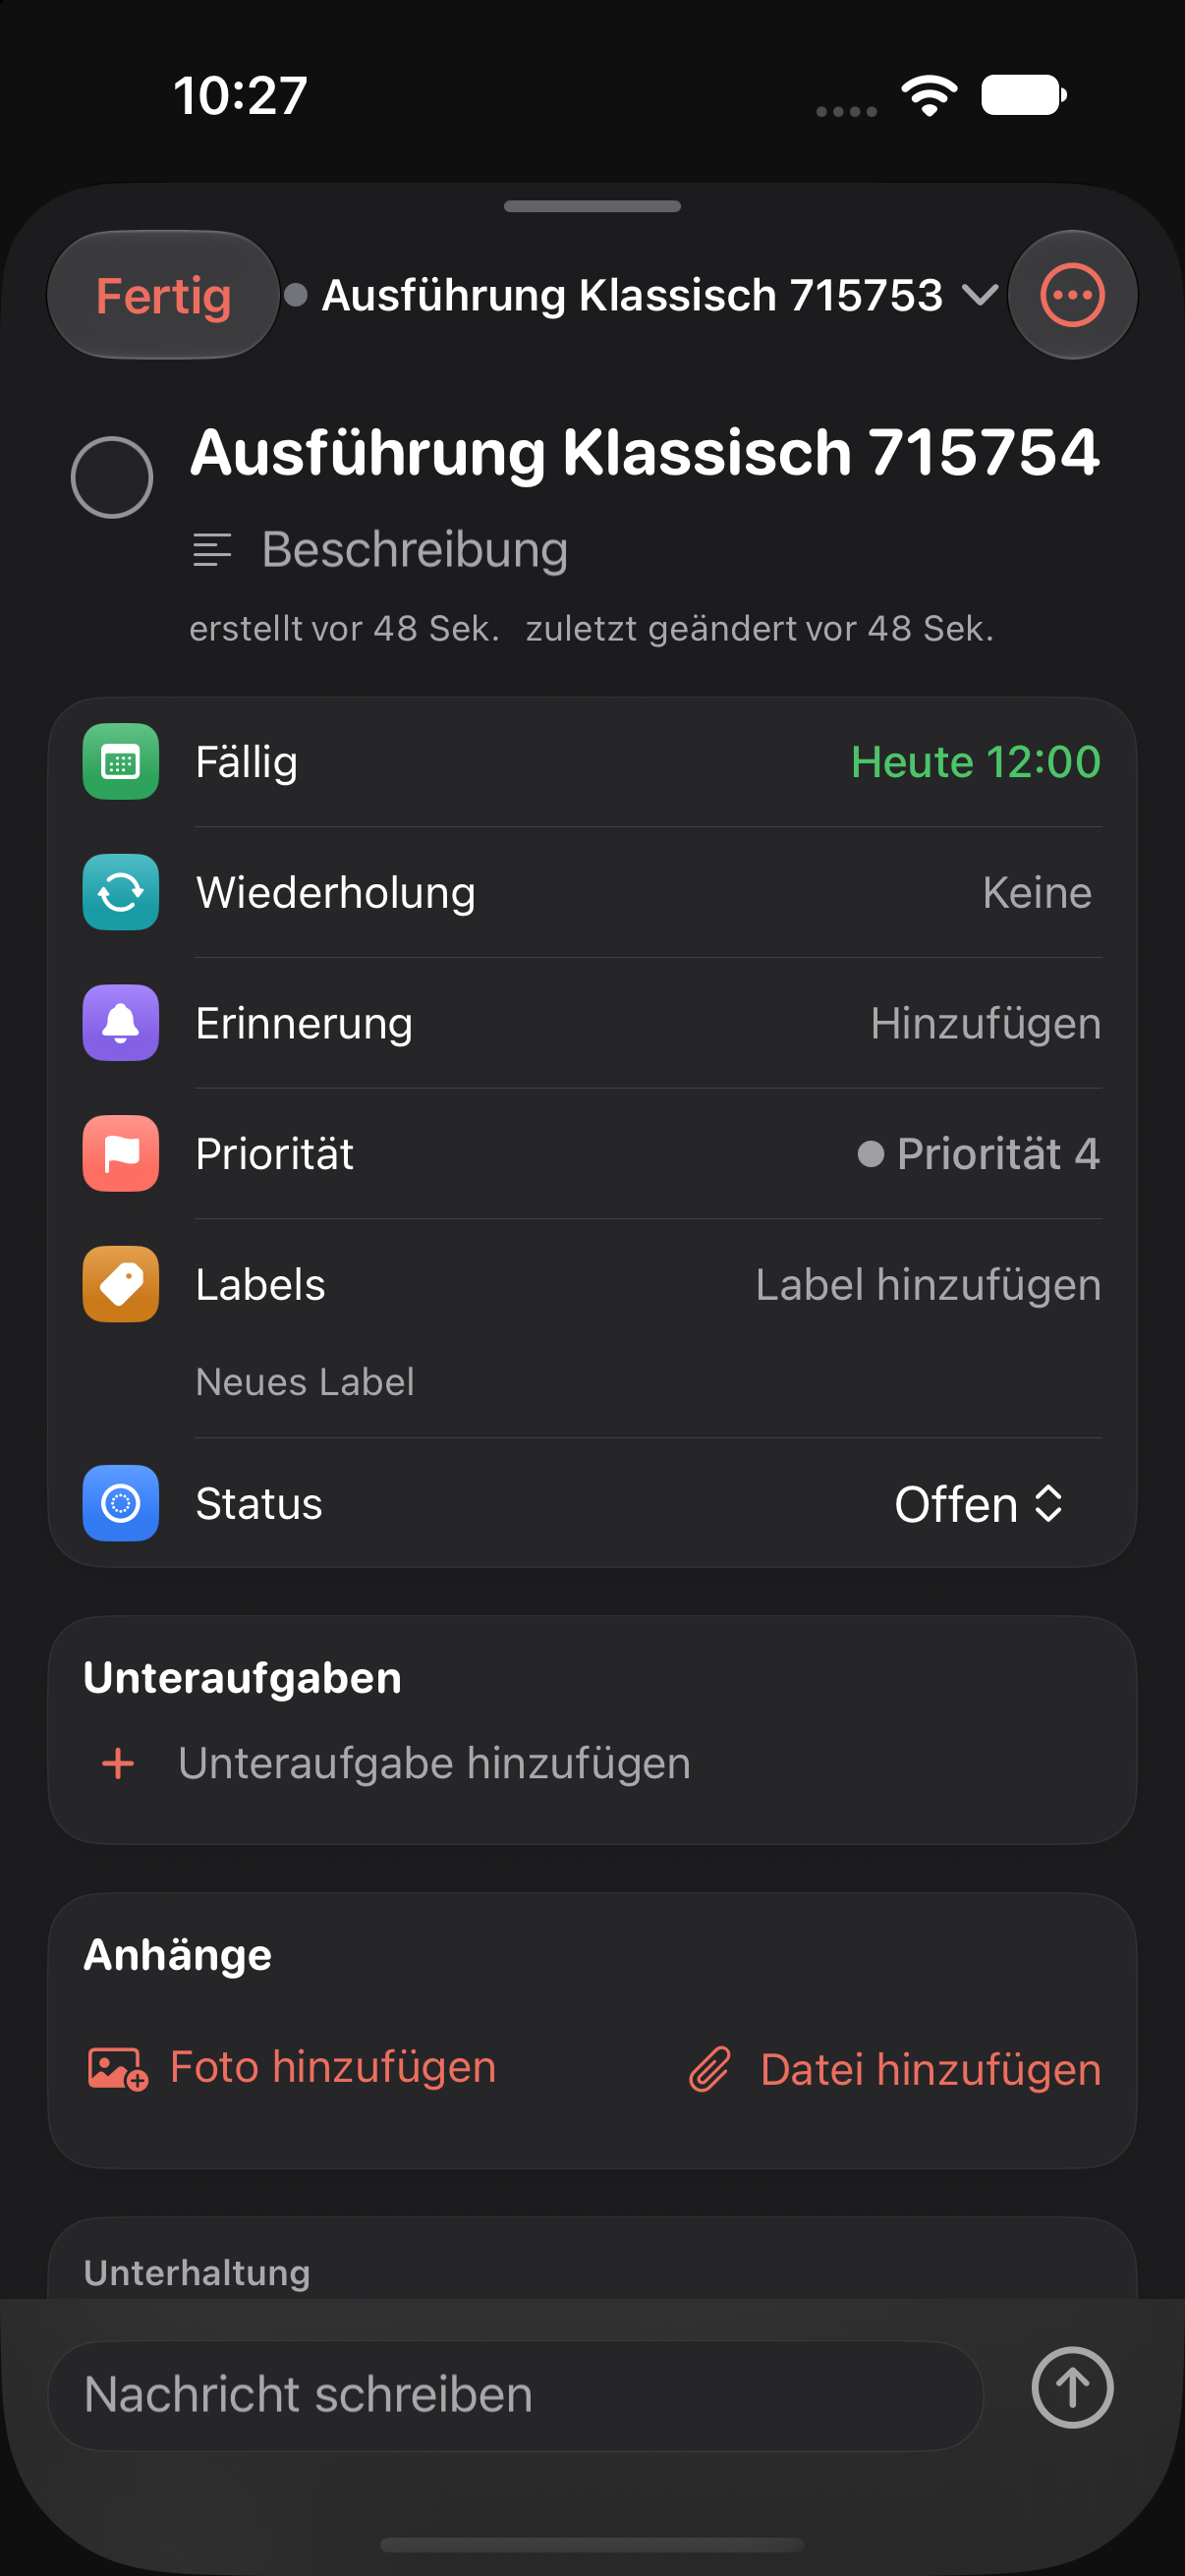 10:27
Fertig
Ausführung Klassisch 715753
Ausführung Klassisch 715754
Beschreibung
erstellt vor 48 Sek. zuletzt geändert vor 48 Sek.
Fällig Heute 12:00
Wiederholung Keine
Erinnerung Hinzufügen
Priorität Priorität 4
Labels Label hinzufügen
Neues Label
Status Offen
Unteraufgaben
+ Unteraufgabe hinzufügen
Anhänge
Foto hinzufügen Datei hinzufügen
Unterhaltung
Nachricht schreiben